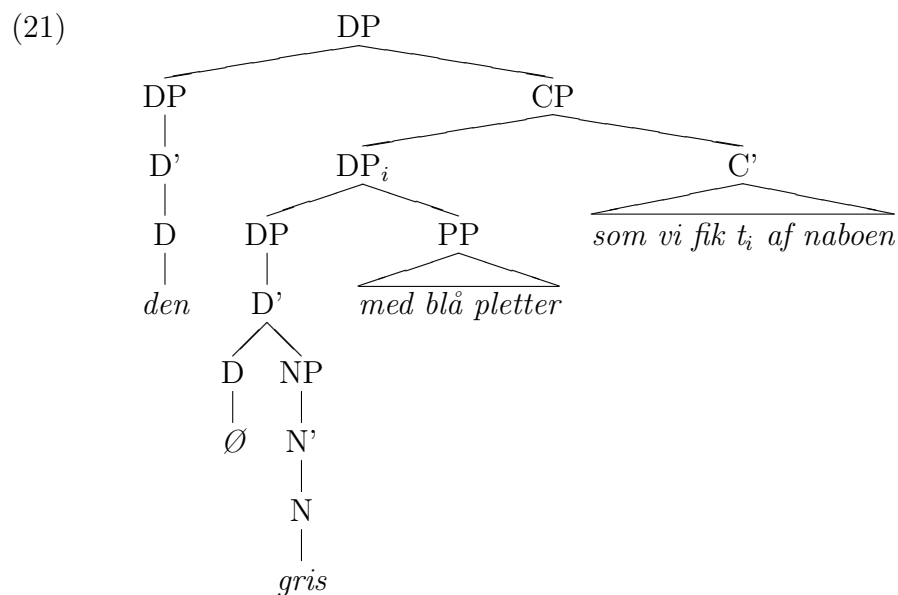 (21) DP
DP CP
D' DP_i C'
D DP PP som vi fik t_i af naboen
den D' med blå pletter
D NP
Ø N'
N
gris